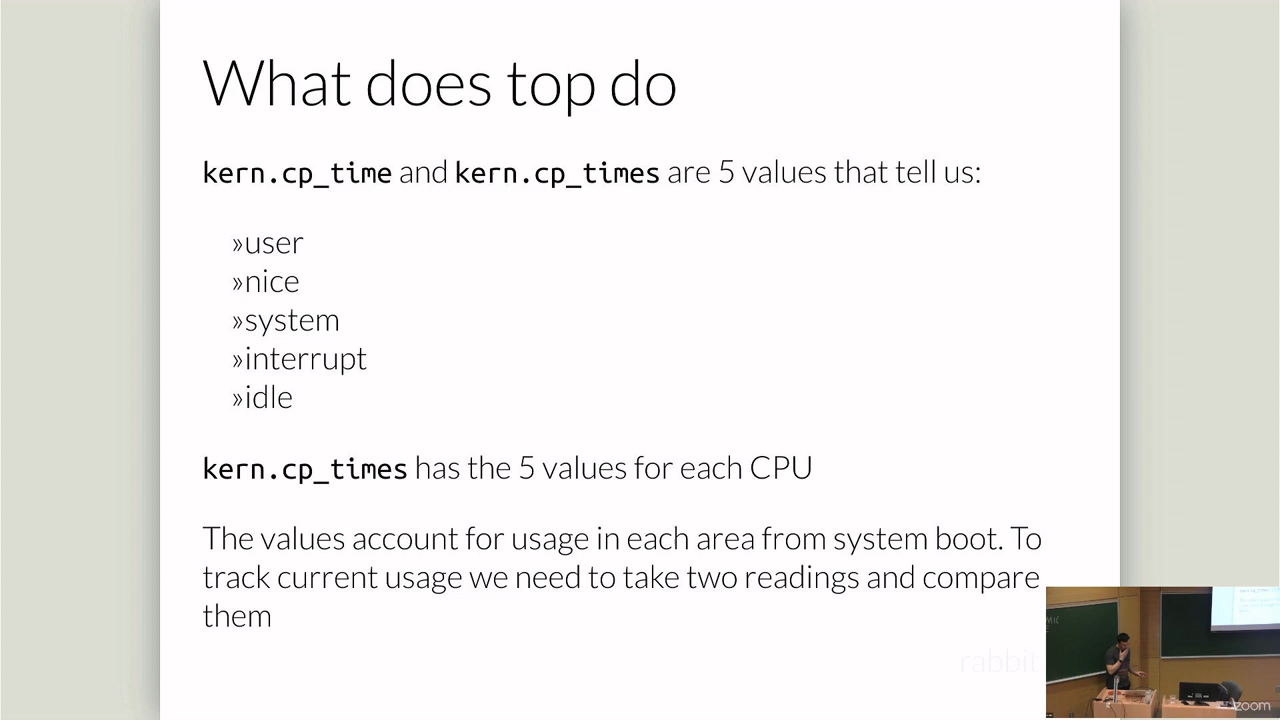 What does top do
kern.cp_time and kern.cp_times are 5 values that tell us:
»user
»nice
»system
»interrupt
»idle
kern.cp_times has the 5 values for each CPU
The values account for usage in each area from system boot. To
track current usage we need to take two readings and compare
them
rabbit
zoom